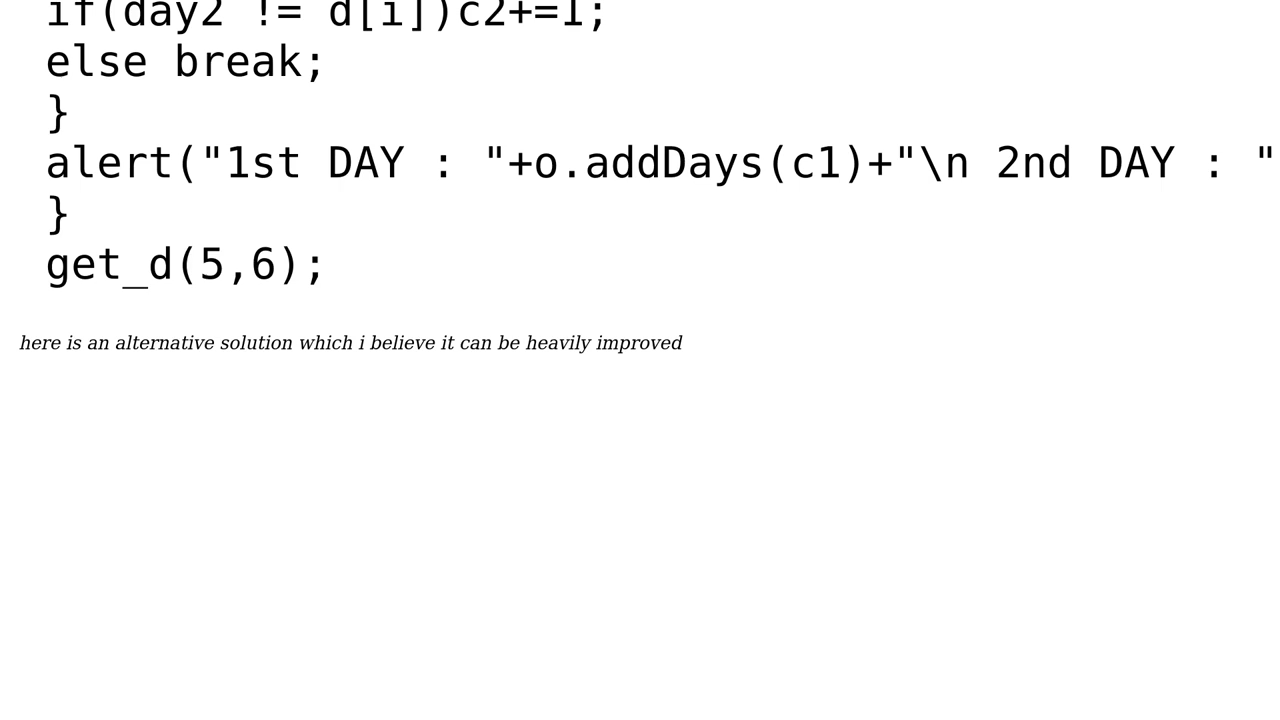 if(day2 != d[i])c2+=1;
else break;
}
alert("1st DAY : "+o.addDays(c1)+"\n 2nd DAY : "
}
get_d(5,6);
here is an alternative solution which i believe it can be heavily improved